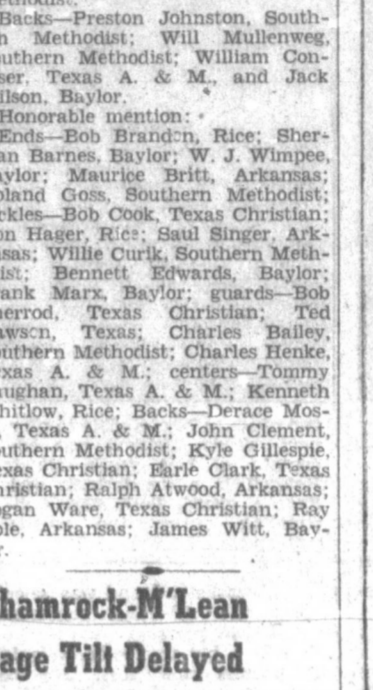 ethodist.
Backs—Preston Johnston, South-
n Methodist; Will Mullenweg,
outhern Methodist; William Con-
ser, Texas A. & M., and Jack
ilson, Baylor.
Honorable mention:
Ends—Bob Brandon, Rice; Sher-
an Barnes, Baylor; W. J. Wimpee,
aylor; Maurice Britt, Arkansas;
oland Goss, Southern Methodist;
ckles—Bob Cook, Texas Christian;
on Hager, Rice; Saul Singer, Ark-
nsas; Willie Curik, Southern Meth-
ist; Bennett Edwards, Baylor;
ank Marx, Baylor; guards—Bob
herrod, Texas Christian; Ted
awson, Texas; Charles Bailey,
outhern Methodist; Charles Henke,
exas A. & M.; centers—Tommy
aughan, Texas A. & M.; Kenneth
hitlow, Rice; Backs—Derace Mos-
, Texas A. & M.; John Clement,
outhern Methodist; Kyle Gillespie,
exas Christian; Earle Clark, Texas
hristian; Ralph Atwood, Arkansas;
ogan Ware, Texas Christian; Ray
ole, Arkansas; James Witt, Bay-
r.
hamrock-M'Lean
age Tilt Delayed